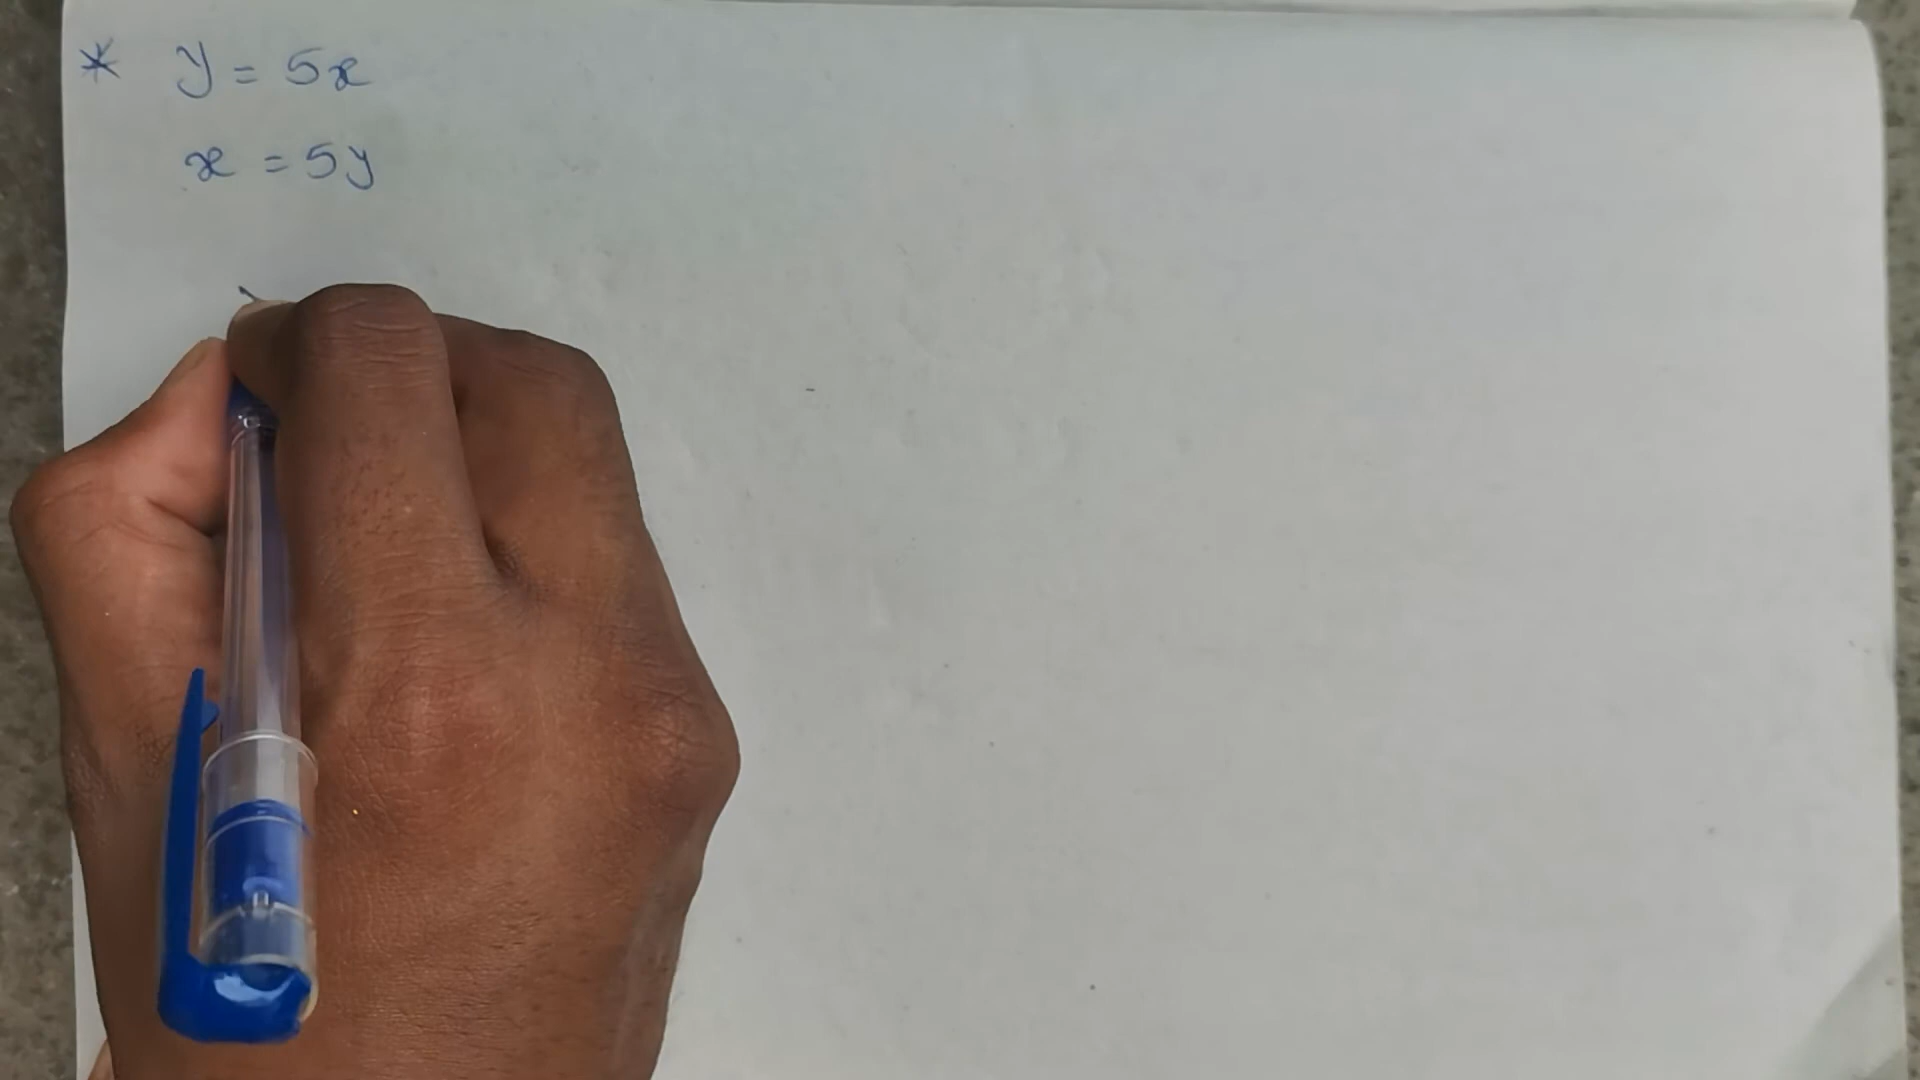 * y = 5x
x = 5y